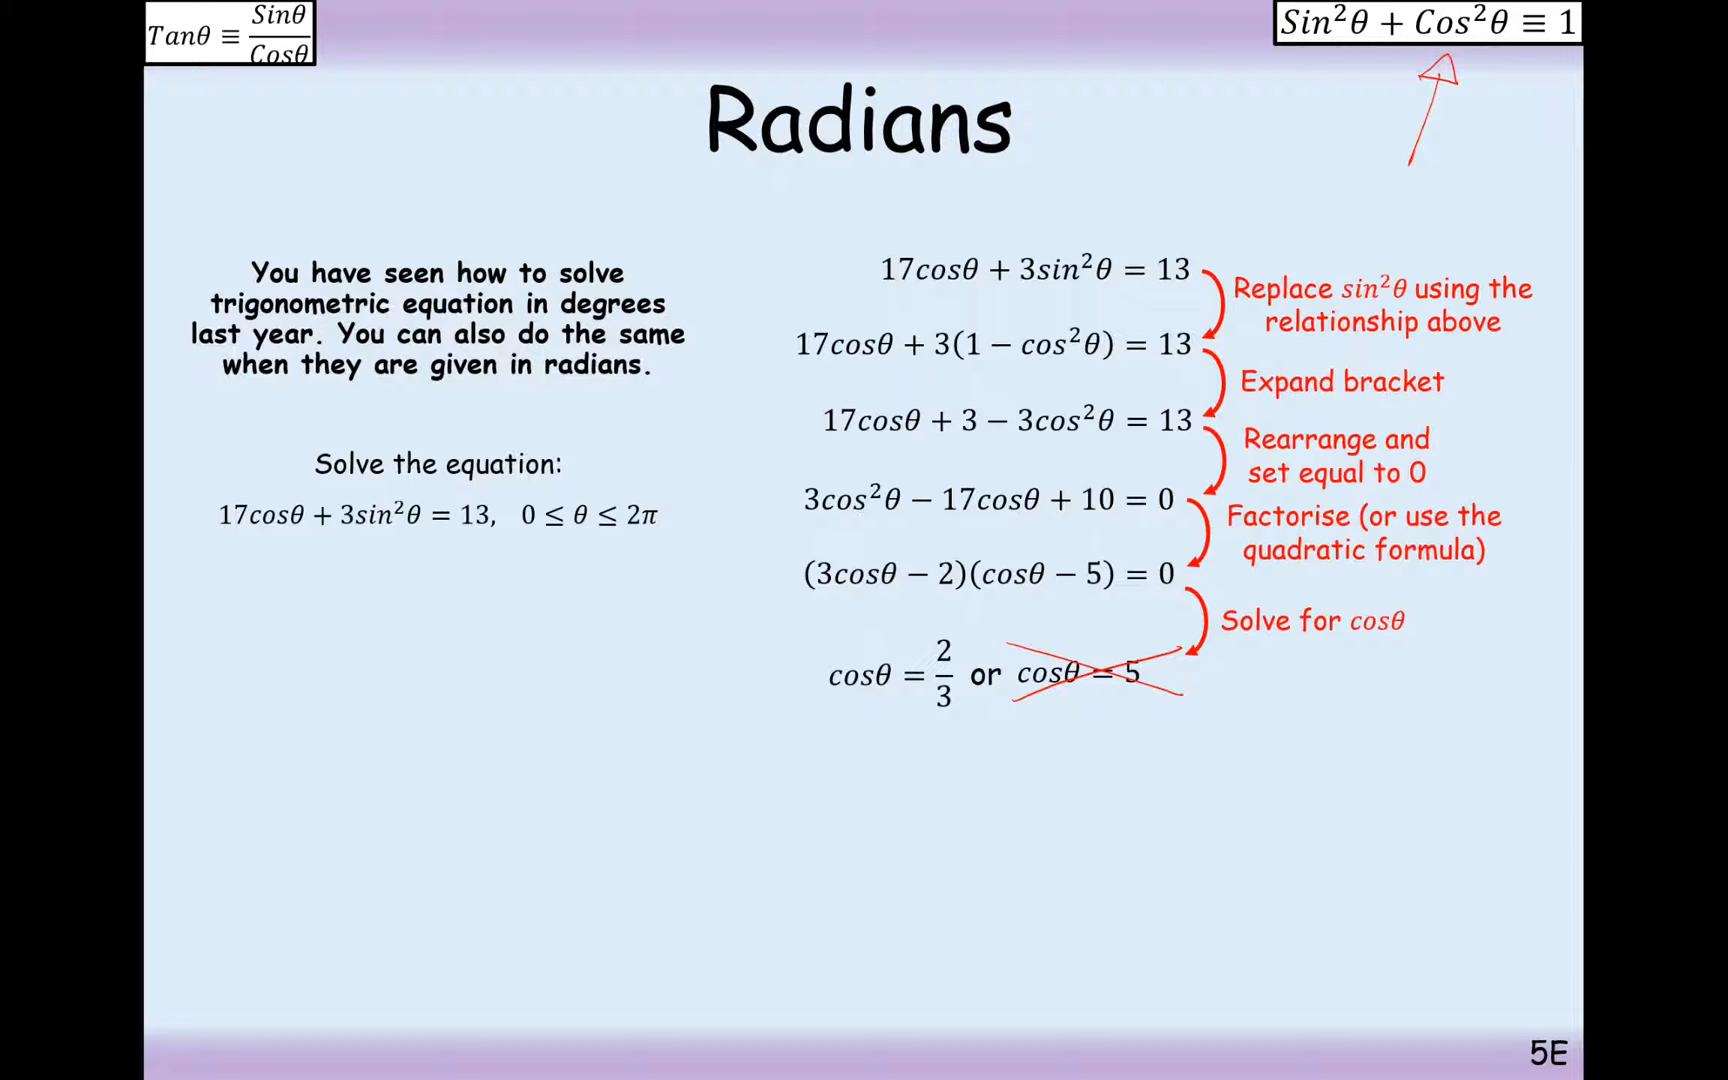 Tanθ ≡ Sinθ/Cosθ
Sin²θ + Cos²θ ≡ 1
Radians
You have seen how to solve
trigonometric equation in degrees
last year. You can also do the same
when they are given in radians.
Solve the equation:
17cosθ + 3sin²θ = 13, 0 ≤ θ ≤ 2π
17cosθ + 3sin²θ = 13
Replace sin²θ using the
relationship above
17cosθ + 3(1 − cos²θ) = 13
Expand bracket
17cosθ + 3 − 3cos²θ = 13
Rearrange and
set equal to 0
3cos²θ − 17cosθ + 10 = 0
Factorise (or use the
quadratic formula)
(3cosθ − 2)(cosθ − 5) = 0
Solve for cosθ
cosθ = 2/3 or cosθ = 5
5E